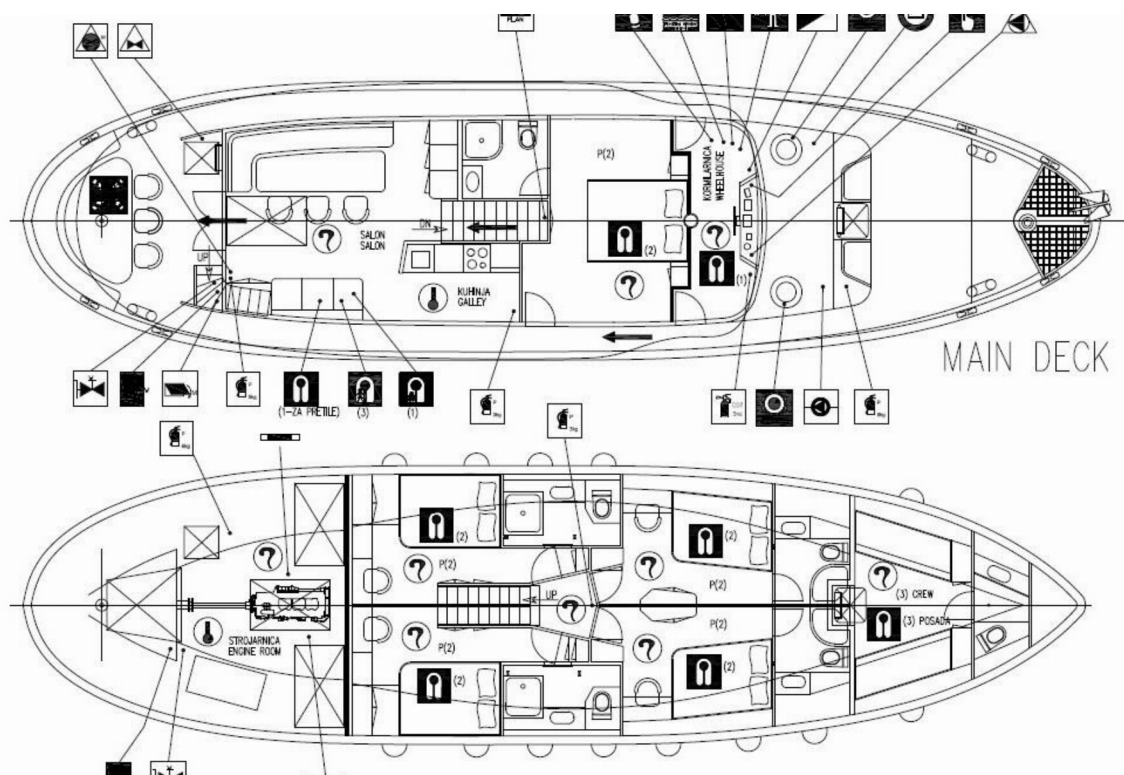 PLAN
P(2)
KORMILARNICA
WHEELHOUSE
DN
SALON
SALON
(2)
(1)
UP
KUHINJA
GALLEY
MAIN DECK
(1-ZA PRETILE)
(3)
(1)
(2)
(2)
P(2)
P(2)
UP
(3) CREW
STROJARNICA
ENGINE ROOM
P(2)
P(2)
(3) POSADA
(2)
(2)